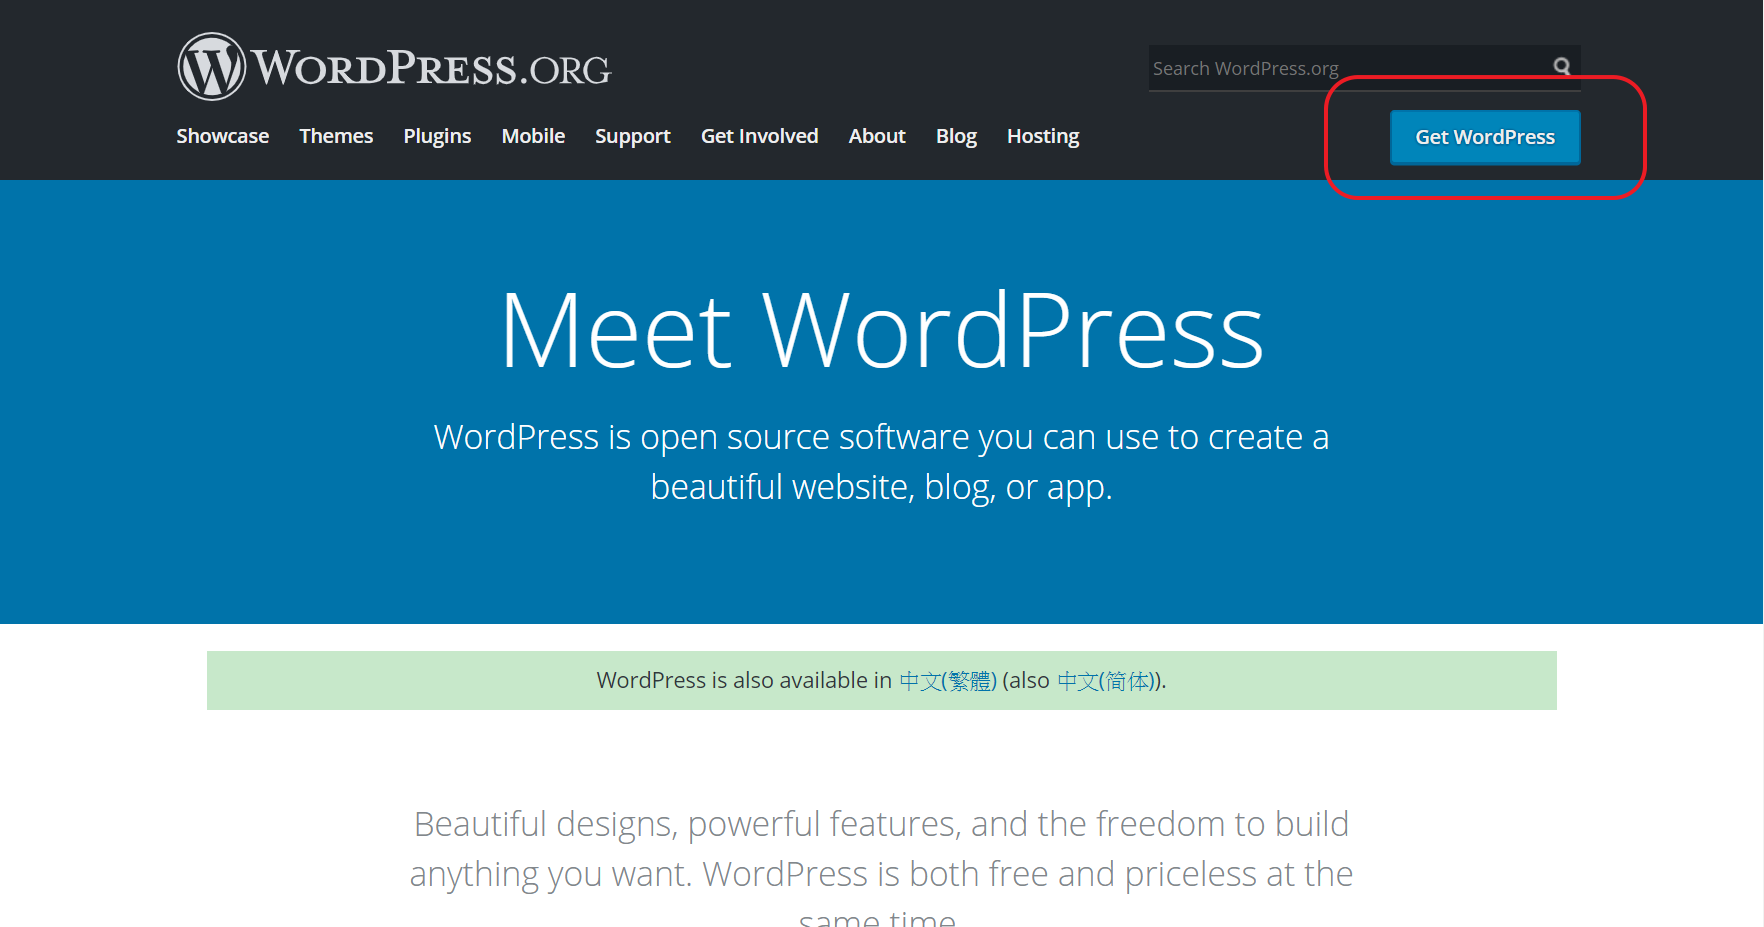 WORDPRESS.ORG
Search WordPress.org
Showcase Themes Plugins Mobile Support Get Involved About Blog Hosting
Get WordPress
Meet WordPress
WordPress is open source software you can use to create a
beautiful website, blog, or app.
WordPress is also available in 中文(繁體) (also 中文(简体)).
Beautiful designs, powerful features, and the freedom to build
anything you want. WordPress is both free and priceless at the
same time.